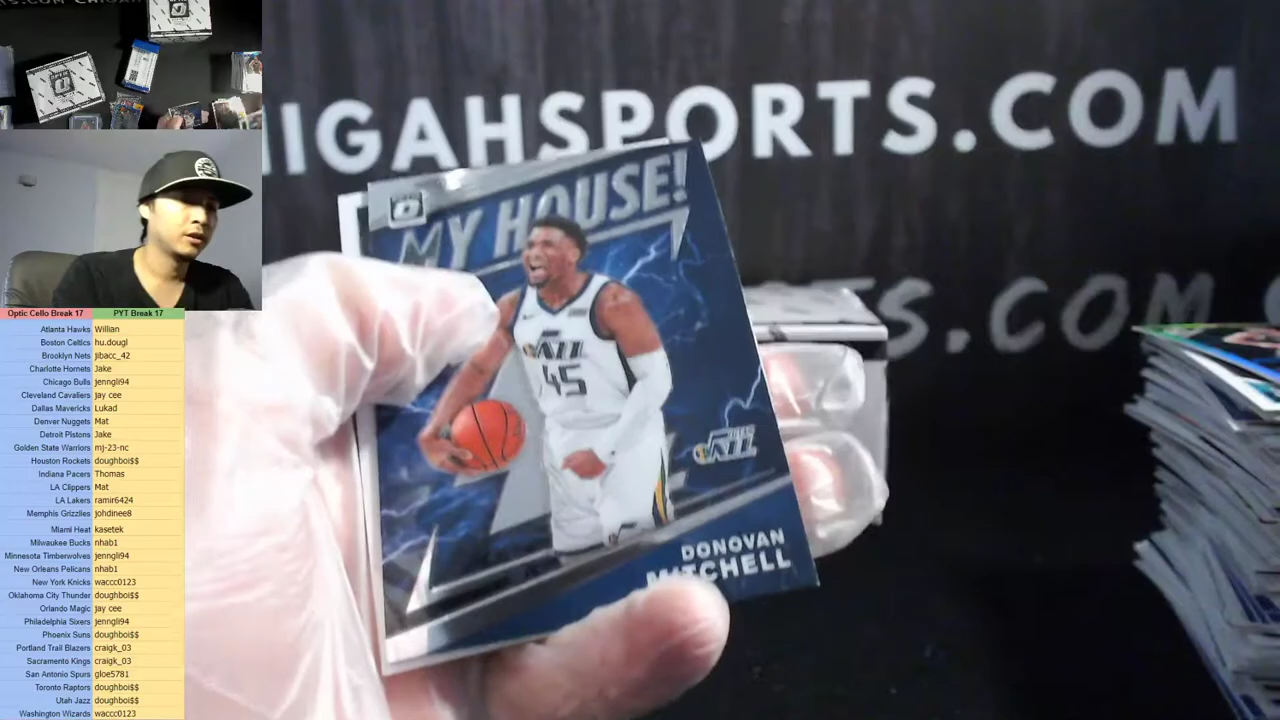 IGAHSPORTS.COM
TS.COM
MY HOUSE!
45
DONOVAN
MITCHELL
Optic Cello Break 17 PYT Break 17
Atlanta Hawks Willian
Boston Celtics hu.dougl
Brooklyn Nets jibacc_42
Charlotte Hornets Jake
Chicago Bulls jenngli94
Cleveland Cavaliers jay cee
Dallas Mavericks Lukad
Denver Nuggets Mat
Detroit Pistons Jake
Golden State Warriors mj-23-nc
Houston Rockets doughboi$$
Indiana Pacers Thomas
LA Clippers Mat
LA Lakers ramir6424
Memphis Grizzlies johdinee8
Miami Heat kasetek
Milwaukee Bucks nhab1
Minnesota Timberwolves jenngli94
New Orleans Pelicans nhab1
New York Knicks waccc0123
Oklahoma City Thunder doughboi$$
Orlando Magic jay cee
Philadelphia Sixers jenngli94
Phoenix Suns doughboi$$
Portland Trail Blazers craigk_03
Sacramento Kings craigk_03
San Antonio Spurs gloe5781
Toronto Raptors doughboi$$
Utah Jazz doughboi$$
Washington Wizards waccc0123